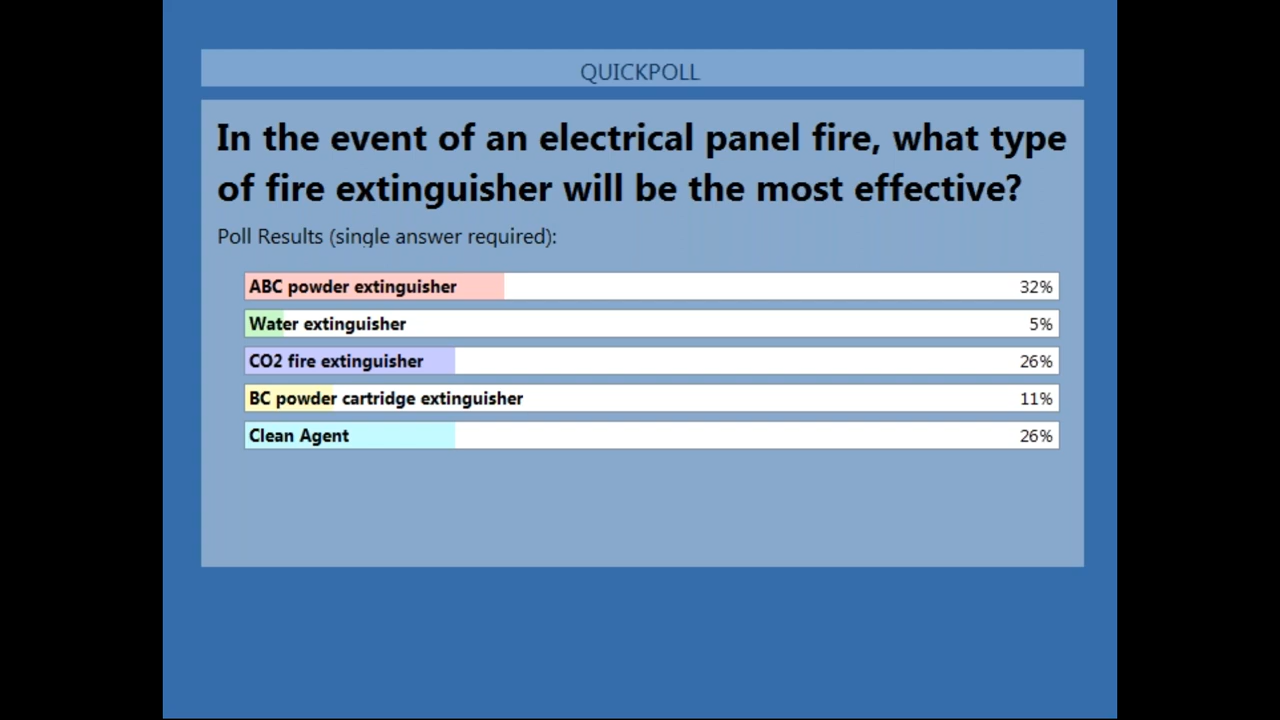 QUICKPOLL
In the event of an electrical panel fire, what type
of fire extinguisher will be the most effective?
Poll Results (single answer required):
ABC powder extinguisher 32%
Water extinguisher 5%
CO2 fire extinguisher 26%
BC powder cartridge extinguisher 11%
Clean Agent 26%